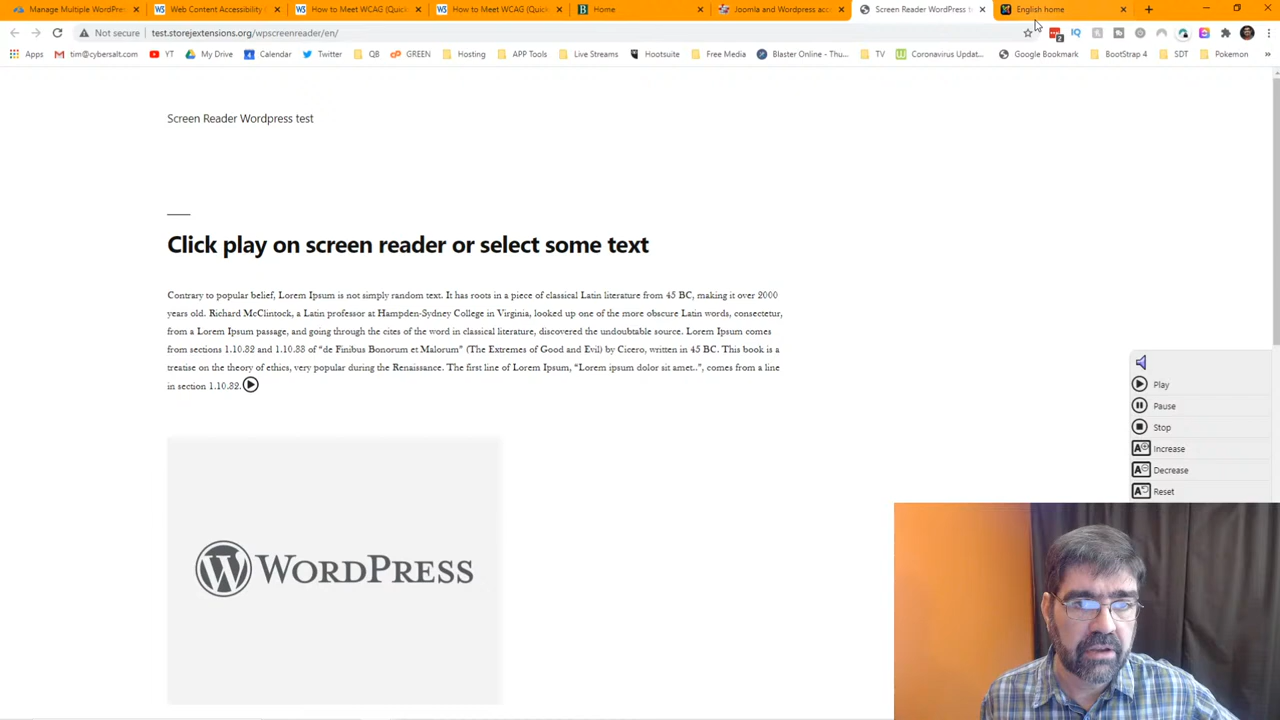 Manage Multiple WordPres
Web Content Accessibility
How to Meet WCAG (Quick
How to Meet WCAG (Quick
Home
Joomla and Wordpress acc
Screen Reader WordPress t
English home
Not secure
test.storejextensions.org/wpscreenreader/en/
Apps
tim@cybersalt.com
YT
My Drive
Calendar
Twitter
QB
GREEN
Hosting
APP Tools
Live Streams
Hootsuite
Free Media
Blaster Online - Thu...
TV
Coronavirus Updat...
Google Bookmark
BootStrap 4
SDT
Pokemon
»
Screen Reader Wordpress test
Click play on screen reader or select some text
Contrary to popular belief, Lorem Ipsum is not simply random text. It has roots in a piece of classical Latin literature from 45 BC, making it over 2000
years old. Richard McClintock, a Latin professor at Hampden-Sydney College in Virginia, looked up one of the more obscure Latin words, consectetur,
from a Lorem Ipsum passage, and going through the cites of the word in classical literature, discovered the undoubtable source. Lorem Ipsum comes
from sections 1.10.32 and 1.10.33 of “de Finibus Bonorum et Malorum” (The Extremes of Good and Evil) by Cicero, written in 45 BC. This book is a
treatise on the theory of ethics, very popular during the Renaissance. The first line of Lorem Ipsum, “Lorem ipsum dolor sit amet..”, comes from a line
in section 1.10.32.
Play
Pause
Stop
Increase
Decrease
Reset
WORDPRESS